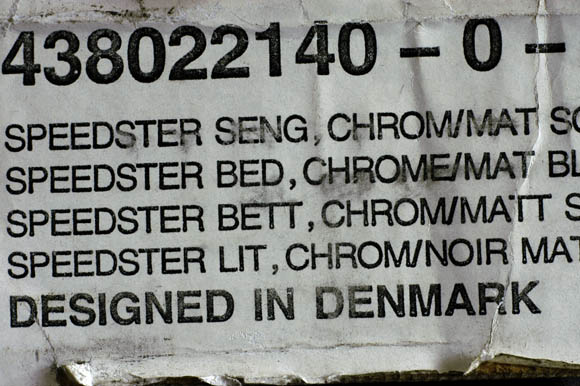 438022140 – 0 –
SPEEDSTER SENG, CHROM/MAT
SPEEDSTER BED, CHROME/MAT
SPEEDSTER BETT, CHROM/MATT
SPEEDSTER LIT, CHROM/NOIR MAT
DESIGNED IN DENMARK